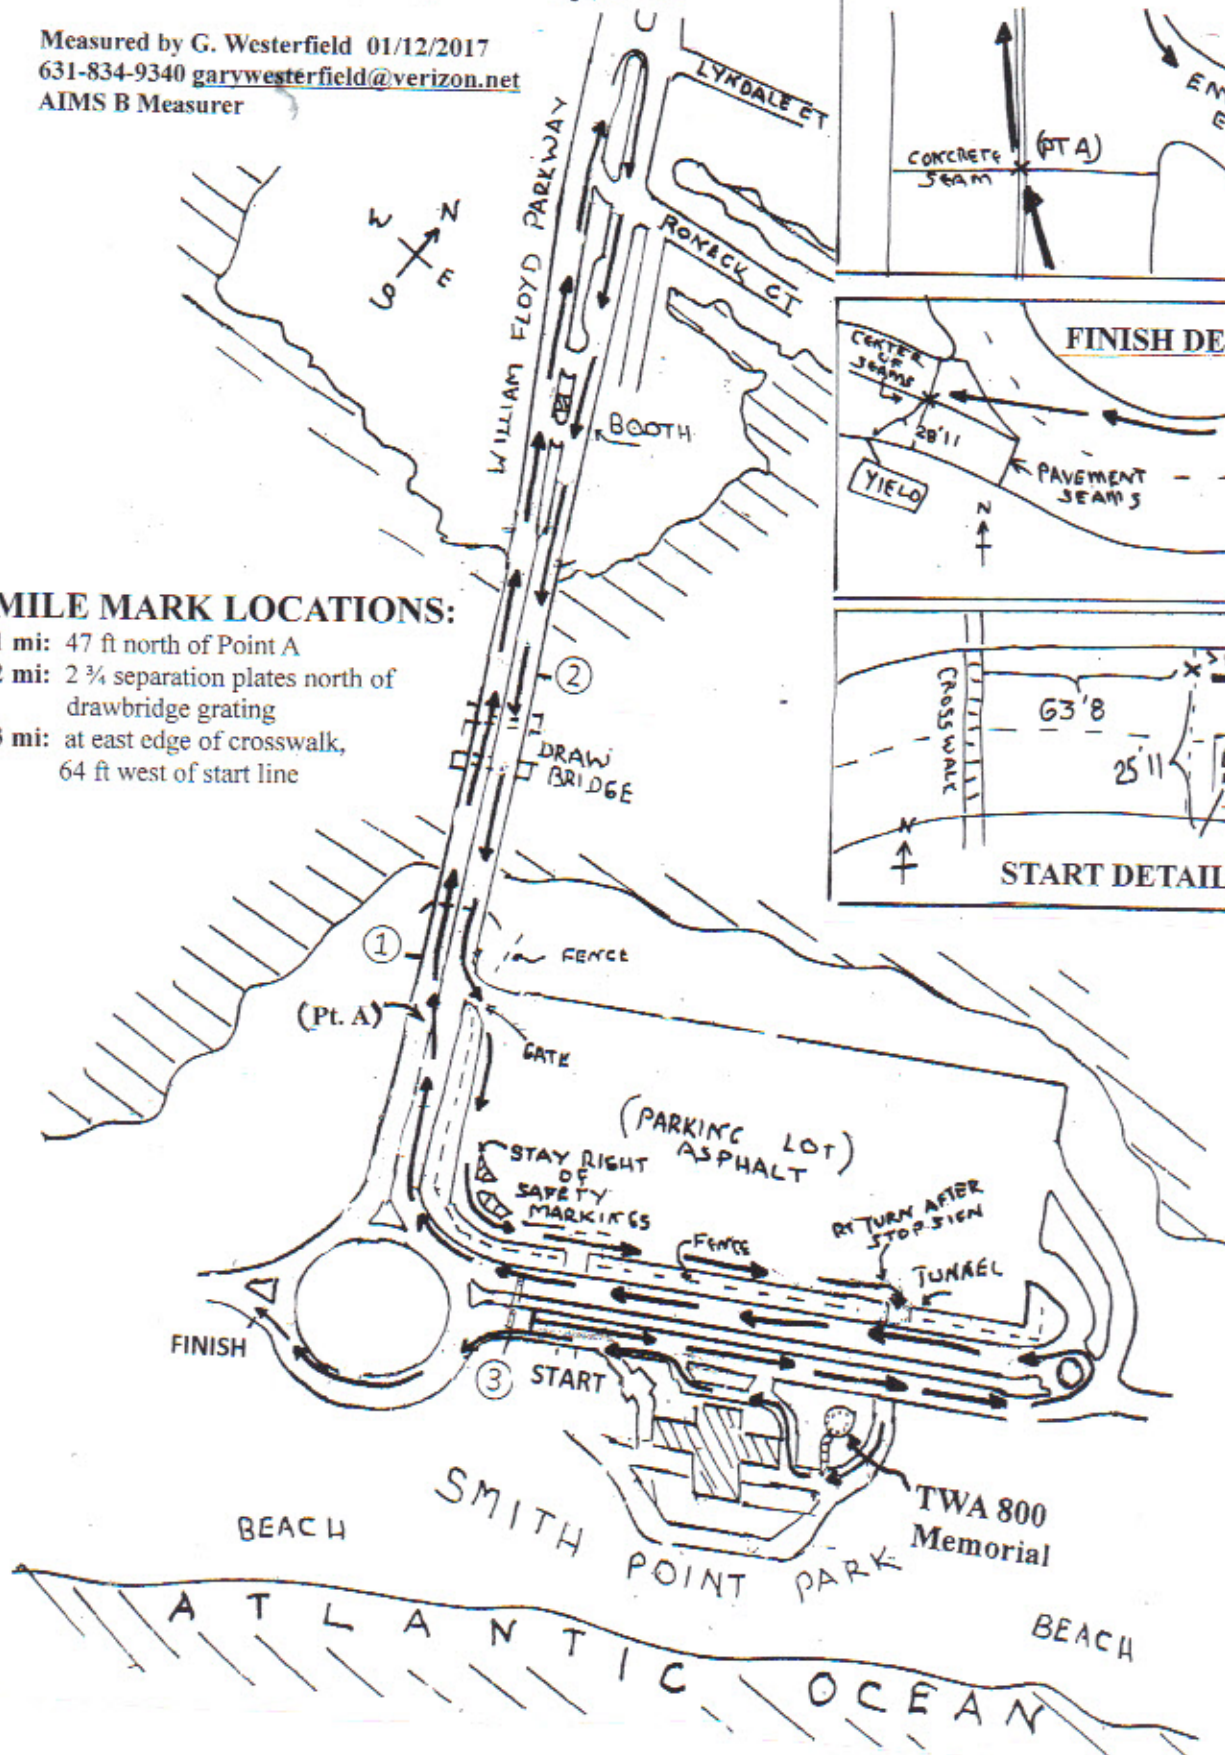 Measured by G. Westerfield 01/12/2017
631-834-9340 garywesterfield@verizon.net
AIMS B Measurer
LYNDALE CT
WILLIAM FLOYD PARKWAY
W N
S E
ROMACK CT
BOOTH
CONCRETE
SEAM
(PT A)
FINISH DE
CENTER
OF
SEAMS
28'11
YIELD
PAVEMENT
SEAMS
N
MILE MARK LOCATIONS:
mi: 47 ft north of Point A
mi: 2 ¾ separation plates north of
drawbridge grating
mi: at east edge of crosswalk,
64 ft west of start line
2
DRAW
BRIDGE
CROSSWALK
63'8
25'11
N
START DETAIL
1
FENCE
(Pt. A)
GATE
(PARKING LOT)
ASPHALT
STAY RIGHT
OF
SAFETY
MARKINGS
RT TURN AFTER
STOP SIGN
FENCE
TUNNEL
FINISH
3
START
TWA 800
Memorial
SMITH POINT PARK
BEACH
BEACH
ATLANTIC OCEAN